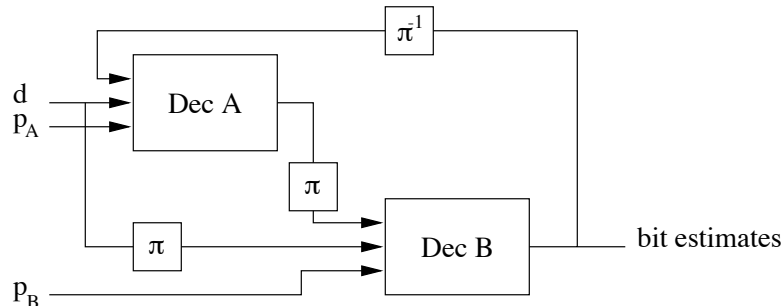 π⁻¹
d
Dec A
p_A
π
π
Dec B
bit estimates
p_B